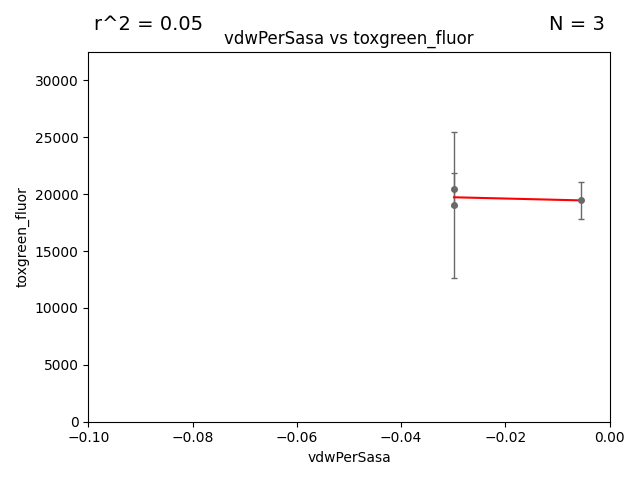 r^2 = 0.05
N = 3
vdwPerSasa vs toxgreen_fluor
30000
25000
20000
15000
10000
5000
0
toxgreen_fluor
−0.10
−0.08
−0.06
−0.04
−0.02
0.00
vdwPerSasa